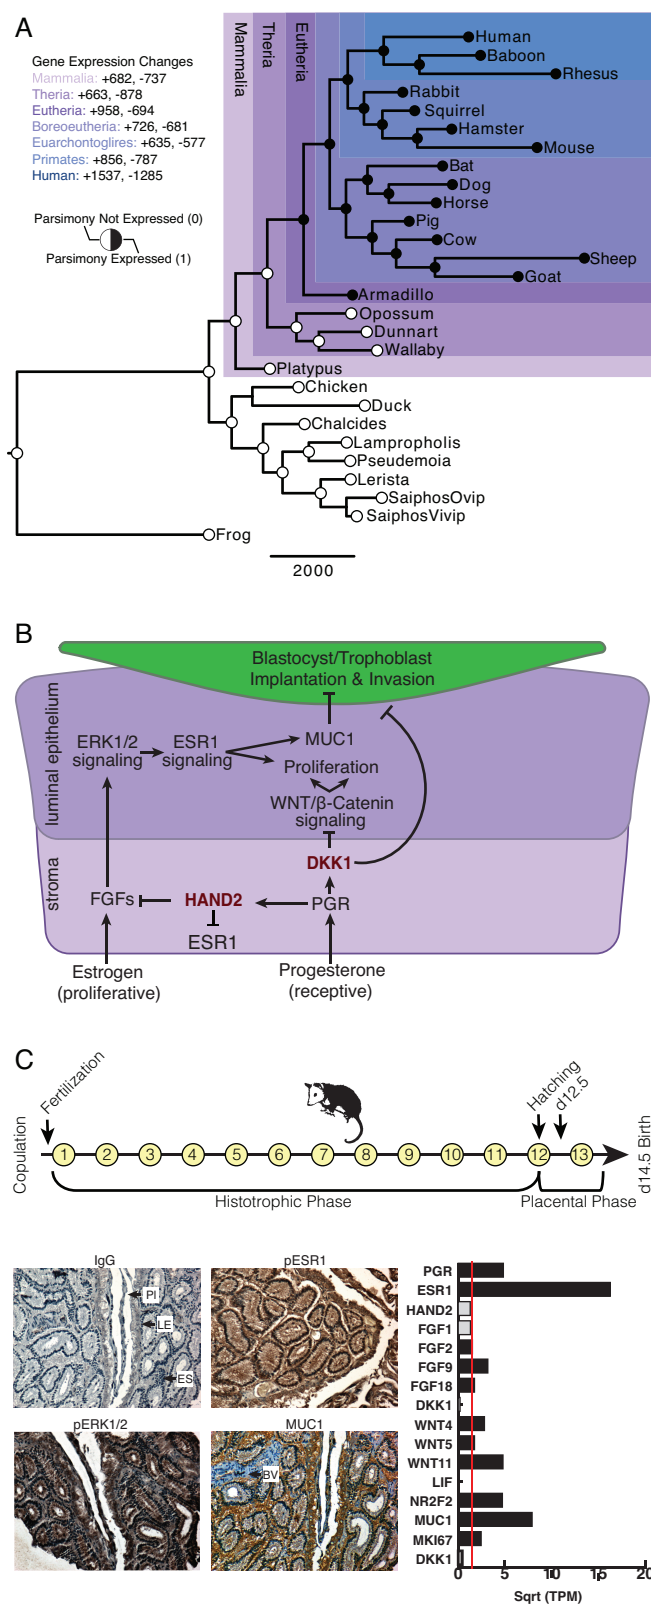 A
Gene Expression Changes
Mammalia: +682, -737
Theria: +663, -878
Eutheria: +958, -694
Boreoeutheria: +726, -681
Euarchontoglires: +635, -577
Primates: +856, -787
Human: +1537, -1285
Parsimony Not Expressed (0)
Parsimony Expressed (1)
Mammalia
Theria
Eutheria
Human
Baboon
Rhesus
Rabbit
Squirrel
Hamster
Mouse
Bat
Dog
Horse
Pig
Cow
Sheep
Goat
Armadillo
Opossum
Dunnart
Wallaby
Platypus
Chicken
Duck
Chalcides
Lampropholis
Pseudemoia
Lerista
SaiphosOvip
SaiphosVivip
Frog
2000
B
Blastocyst/Trophoblast
Implantation & Invasion
luminal epithelium
ERK1/2
signaling
ESR1
signaling
MUC1
Proliferation
WNT/β-Catenin
signaling
stroma
DKK1
FGFs
HAND2
PGR
ESR1
Estrogen
(proliferative)
Progesterone
(receptive)
C
Copulation
Fertilization
Hatching
d12.5
d14.5 Birth
1 2 3 4 5 6 7 8 9 10 11 12 13
Histotrophic Phase
Placental Phase
IgG
PI
LE
ES
pESR1
pERK1/2
MUC1
BV
PGR
ESR1
HAND2
FGF1
FGF2
FGF9
FGF18
DKK1
WNT4
WNT5
WNT11
LIF
NR2F2
MUC1
MKI67
DKK1
0 5 10 15 20
Sqrt (TPM)